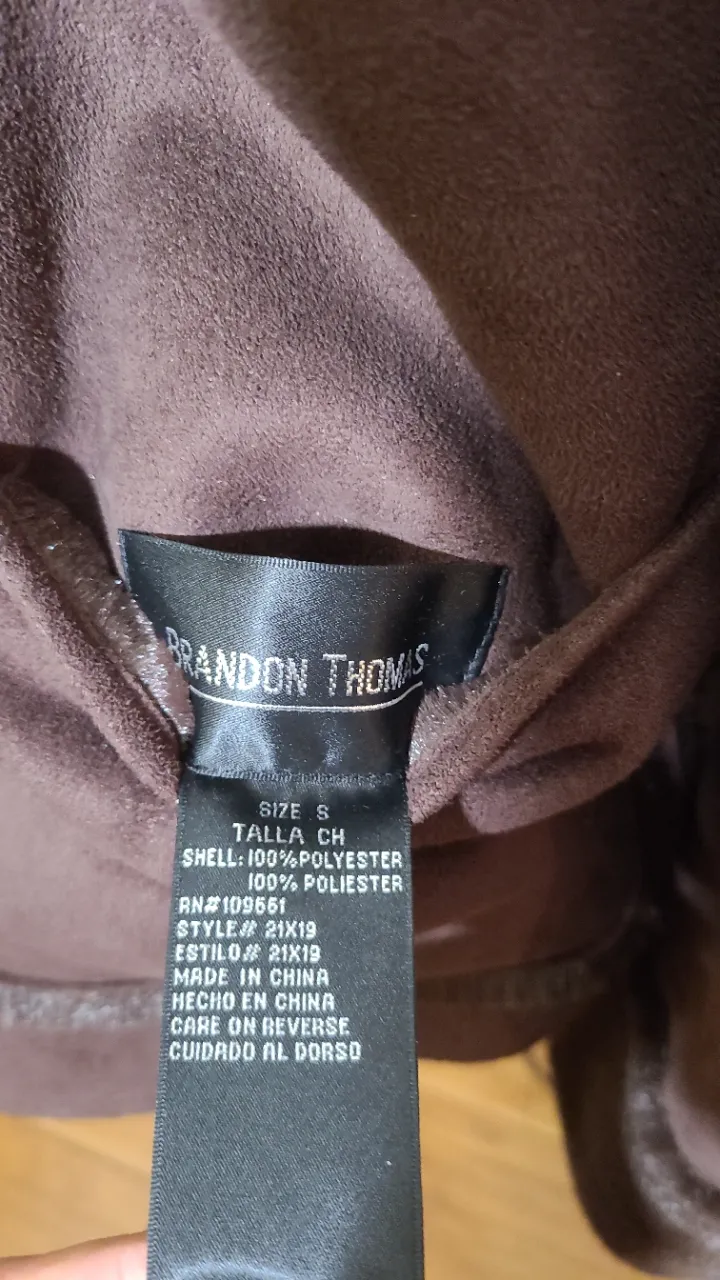 BRANDON THOMAS
SIZE S
TALLA CH
SHELL: 100% POLYESTER
100% POLIESTER
RN# 109661
STYLE# 21X19
ESTILO# 21X19
MADE IN CHINA
HECHO EN CHINA
CARE ON REVERSE
CUIDADO AL DORSO